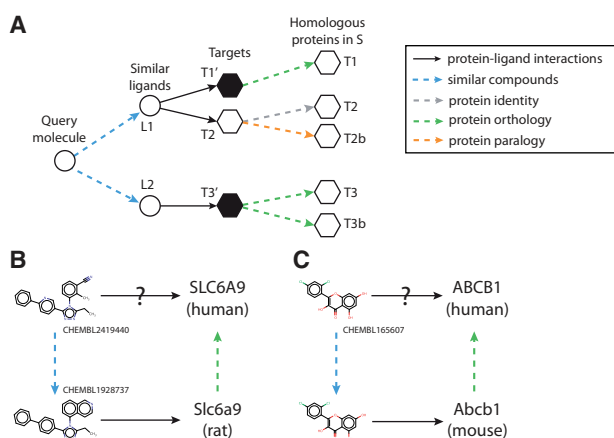 A
Homologous
proteins in S
Targets
Similar
ligands
T1'
T1
Query
molecule
L1
T2
T2
T2b
L2
T3'
T3
T3b
protein-ligand interactions
similar compounds
protein identity
protein orthology
protein paralogy
B
?
SLC6A9
(human)
CHEMBL2419440
CHEMBL1928737
Slc6a9
(rat)
C
?
ABCB1
(human)
CHEMBL165607
Abcb1
(mouse)